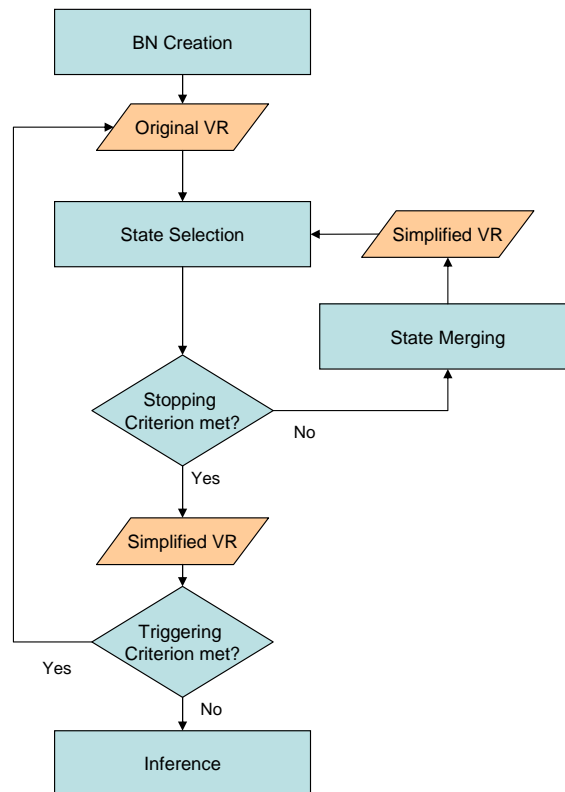 BN Creation
Original VR
State Selection
Simplified VR
State Merging
Stopping
Criterion met?
No
Yes
Simplified VR
Triggering
Criterion met?
Yes
No
Inference